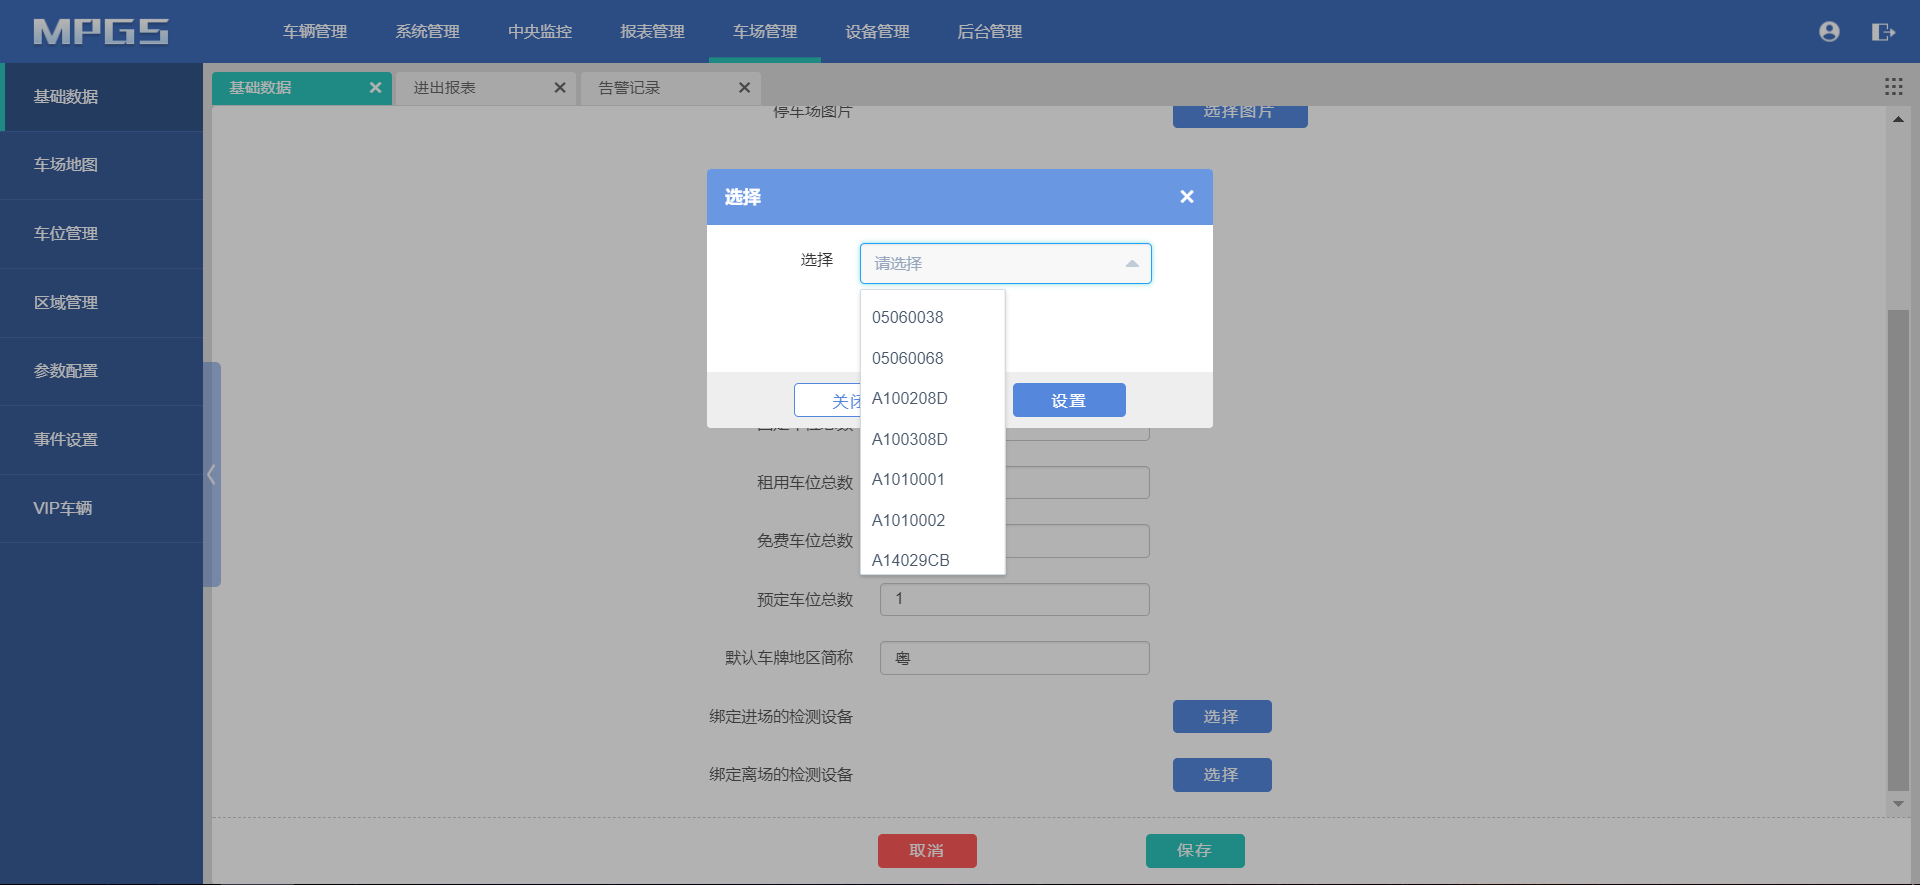 MPGS
车辆管理
系统管理
中央监控
报表管理
车场管理
设备管理
后台管理
基础数据
车场地图
车位管理
区域管理
参数配置
事件设置
VIP车辆
基础数据
进出报表
告警记录
停车场图片
选择图片
选择
选择
请选择
05060038
05060068
A100208D
A100308D
A1010001
A1010002
A14029CB
关闭
设置
固定车位总数
租用车位总数
免费车位总数
预定车位总数
1
默认车牌地区简称
粤
绑定进场的检测设备
选择
绑定离场的检测设备
选择
取消
保存